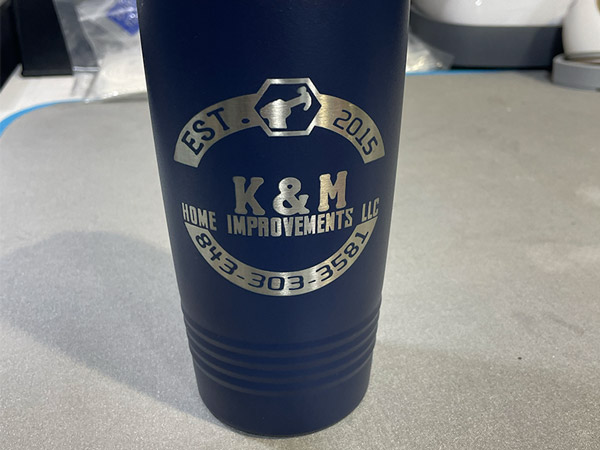 EST. 2015
K & M
HOME IMPROVEMENTS LLC
843-303-3581